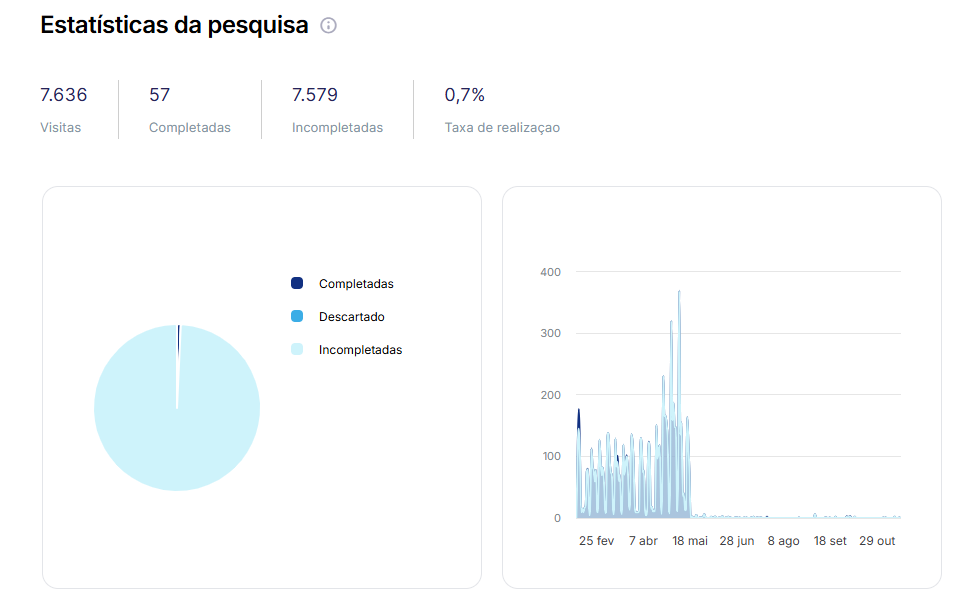 Estatísticas da pesquisa
7.636
Visitas
57
Completadas
7.579
Incompletadas
0,7%
Taxa de realizaçao
Completadas
Descartado
Incompletadas
400
300
200
100
0
25 fev 7 abr 18 mai 28 jun 8 ago 18 set 29 out